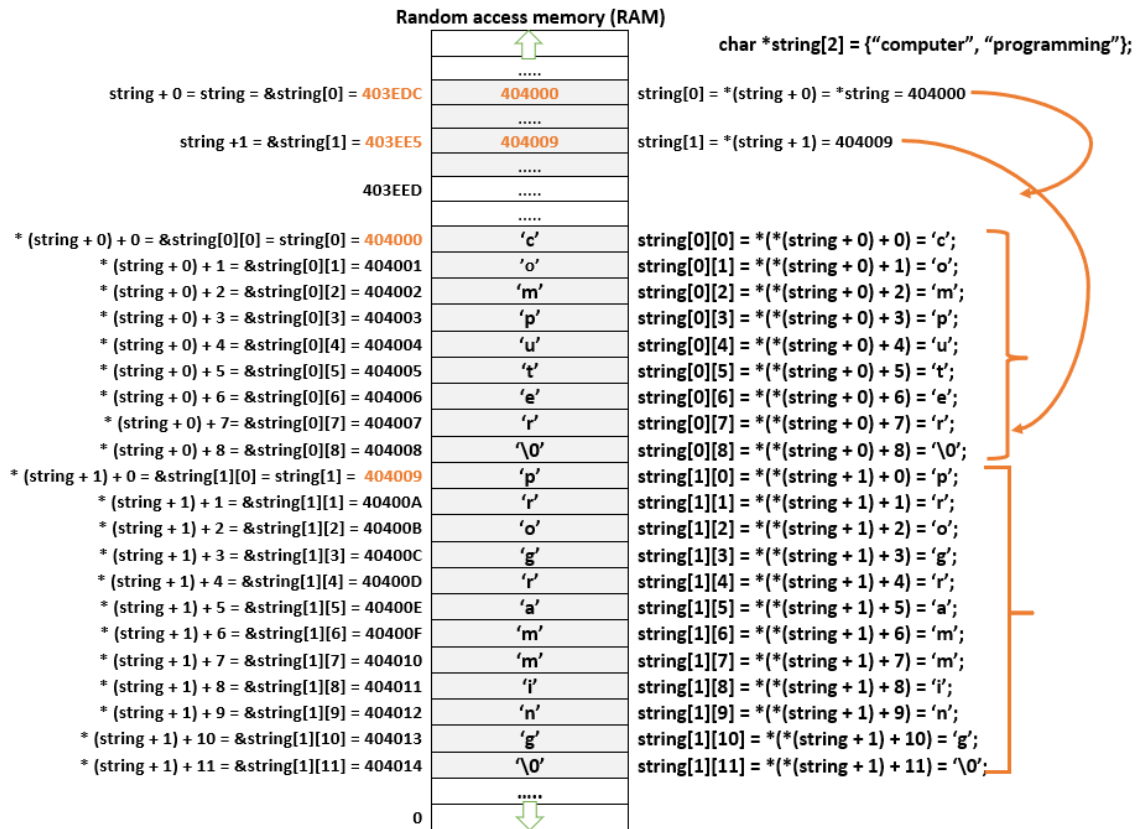 Random access memory (RAM)
char *string[2] = {“computer”, “programming”};
.....
string + 0 = string = &string[0] = 403EDC 404000 string[0] = *(string + 0) = *string = 404000
.....
string +1 = &string[1] = 403EE5 404009 string[1] = *(string + 1) = 404009
.....
403EED .....
.....
* (string + 0) + 0 = &string[0][0] = string[0] = 404000 ‘c’ string[0][0] = *(*(string + 0) + 0) = ‘c’;
* (string + 0) + 1 = &string[0][1] = 404001 ‘o’ string[0][1] = *(*(string + 0) + 1) = ‘o’;
* (string + 0) + 2 = &string[0][2] = 404002 ‘m’ string[0][2] = *(*(string + 0) + 2) = ‘m’;
* (string + 0) + 3 = &string[0][3] = 404003 ‘p’ string[0][3] = *(*(string + 0) + 3) = ‘p’;
* (string + 0) + 4 = &string[0][4] = 404004 ‘u’ string[0][4] = *(*(string + 0) + 4) = ‘u’;
* (string + 0) + 5 = &string[0][5] = 404005 ‘t’ string[0][5] = *(*(string + 0) + 5) = ‘t’;
* (string + 0) + 6 = &string[0][6] = 404006 ‘e’ string[0][6] = *(*(string + 0) + 6) = ‘e’;
* (string + 0) + 7= &string[0][7] = 404007 ‘r’ string[0][7] = *(*(string + 0) + 7) = ‘r’;
* (string + 0) + 8 = &string[0][8] = 404008 ‘\0’ string[0][8] = *(*(string + 0) + 8) = ‘\0’;
* (string + 1) + 0 = &string[1][0] = string[1] = 404009 ‘p’ string[1][0] = *(*(string + 1) + 0) = ‘p’;
* (string + 1) + 1 = &string[1][1] = 40400A ‘r’ string[1][1] = *(*(string + 1) + 1) = ‘r’;
* (string + 1) + 2 = &string[1][2] = 40400B ‘o’ string[1][2] = *(*(string + 1) + 2) = ‘o’;
* (string + 1) + 3 = &string[1][3] = 40400C ‘g’ string[1][3] = *(*(string + 1) + 3) = ‘g’;
* (string + 1) + 4 = &string[1][4] = 40400D ‘r’ string[1][4] = *(*(string + 1) + 4) = ‘r’;
* (string + 1) + 5 = &string[1][5] = 40400E ‘a’ string[1][5] = *(*(string + 1) + 5) = ‘a’;
* (string + 1) + 6 = &string[1][6] = 40400F ‘m’ string[1][6] = *(*(string + 1) + 6) = ‘m’;
* (string + 1) + 7 = &string[1][7] = 404010 ‘m’ string[1][7] = *(*(string + 1) + 7) = ‘m’;
* (string + 1) + 8 = &string[1][8] = 404011 ‘i’ string[1][8] = *(*(string + 1) + 8) = ‘i’;
* (string + 1) + 9 = &string[1][9] = 404012 ‘n’ string[1][9] = *(*(string + 1) + 9) = ‘n’;
* (string + 1) + 10 = &string[1][10] = 404013 ‘g’ string[1][10] = *(*(string + 1) + 10) = ‘g’;
* (string + 1) + 11 = &string[1][11] = 404014 ‘\0’ string[1][11] = *(*(string + 1) + 11) = ‘\0’;
.....
0